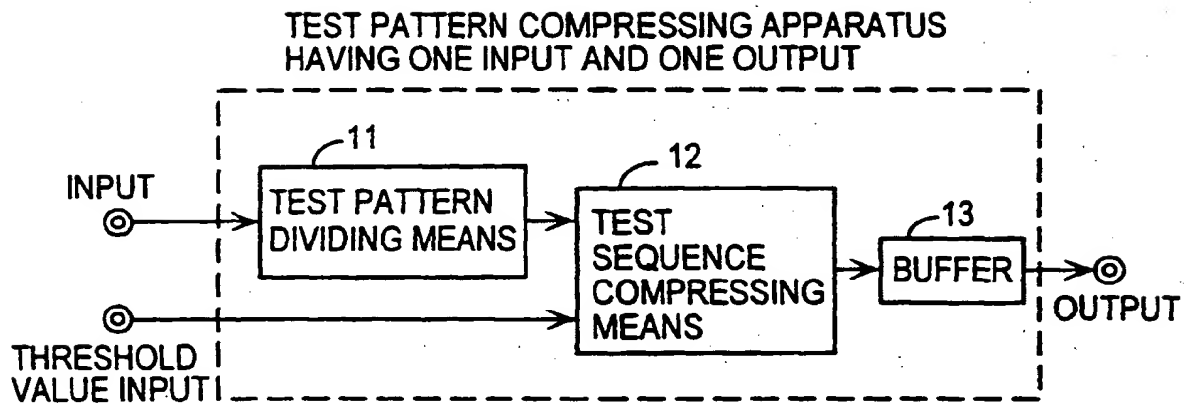 TEST PATTERN COMPRESSING APPARATUS
HAVING ONE INPUT AND ONE OUTPUT
11
12
13
INPUT
TEST PATTERN
DIVIDING MEANS
TEST
SEQUENCE
COMPRESSING
MEANS
BUFFER
OUTPUT
THRESHOLD
VALUE INPUT